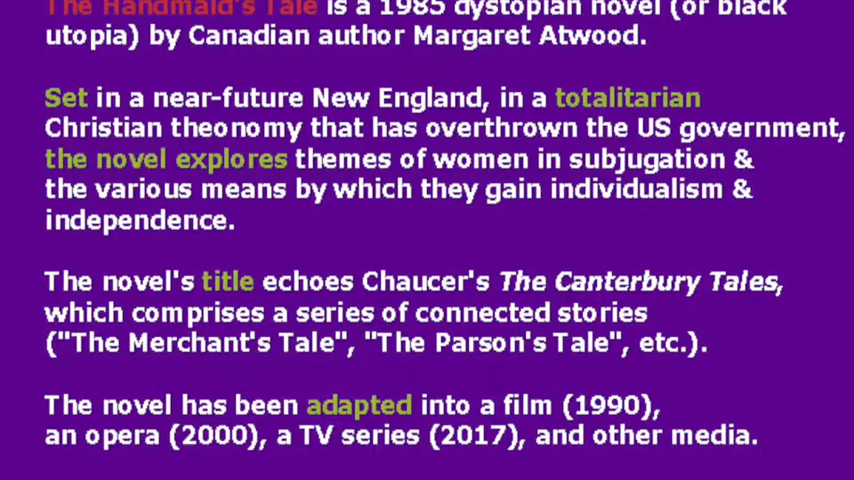 The Handmaid's Tale is a 1985 dystopian novel (or black
utopia) by Canadian author Margaret Atwood.
Set in a near-future New England, in a totalitarian
Christian theonomy that has overthrown the US government,
the novel explores themes of women in subjugation &
the various means by which they gain individualism &
independence.
The novel's title echoes Chaucer's The Canterbury Tales,
which comprises a series of connected stories
("The Merchant's Tale", "The Parson's Tale", etc.).
The novel has been adapted into a film (1990),
an opera (2000), a TV series (2017), and other media.